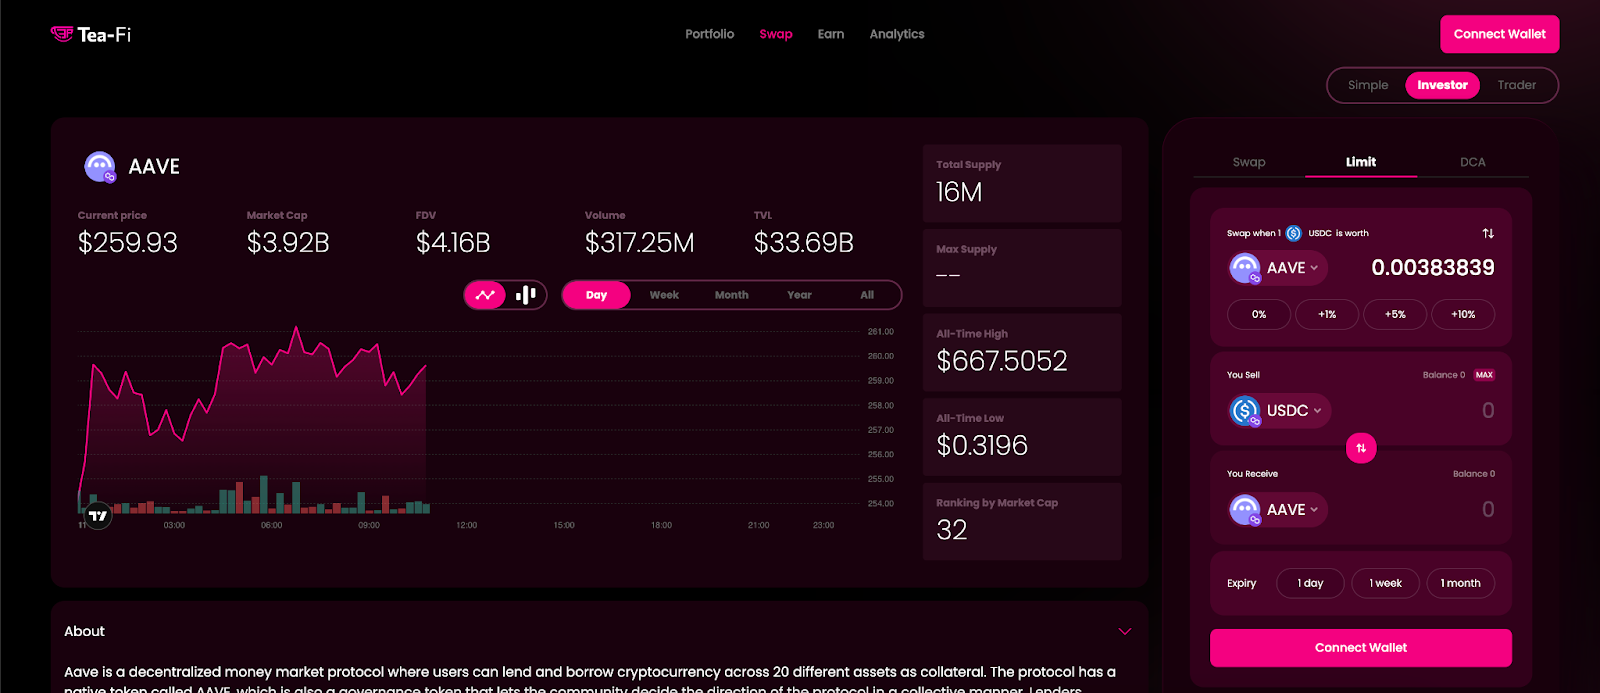 Tea-Fi
Portfolio Swap Earn Analytics
Connect Wallet
Simple Investor Trader
AAVE
Current price Market Cap FDV Volume TVL
$259.93 $3.92B $4.16B $317.25M $33.69B
Day Week Month Year All
261.00
260.00
259.00
258.00
257.00
256.00
255.00
254.00
03:00 06:00 09:00 12:00 15:00 18:00 21:00 23:00
Total Supply
16M
Max Supply
——
All-Time High
$667.5052
All-Time Low
$0.3196
Ranking by Market Cap
32
Swap Limit DCA
Swap when 1 USDC is worth
AAVE 0.00383839
0% +1% +5% +10%
You Sell Balance 0 MAX
USDC 0
You Receive Balance 0
AAVE 0
Expiry 1 day 1 week 1 month
Connect Wallet
About
Aave is a decentralized money market protocol where users can lend and borrow cryptocurrency across 20 different assets as collateral. The protocol has a
native token called AAVE, which is also a governance token that lets the community decide the direction of the protocol in a collective manner. Lenders